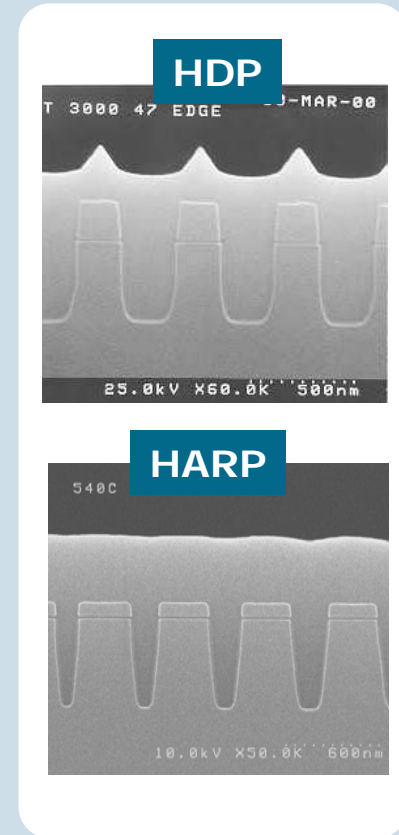 HDP
T 3000 47 EDGE -MAR-00
25.0kV X60.0K 500nm
HARP
540C
10.0kV X50.0K 600nm